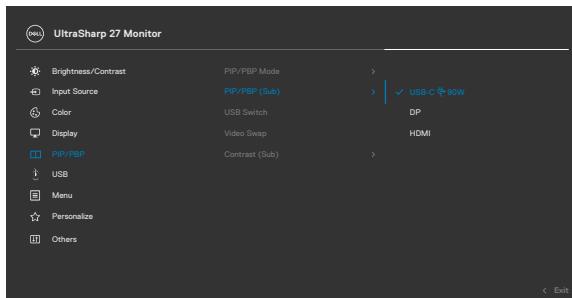 DELL UltraSharp 27 Monitor
Brightness/Contrast PIP/PBP Mode
Input Source PIP/PBP (Sub) USB-C 90W
Color USB Switch DP
Display Video Swap HDMI
PIP/PBP Contrast (Sub)
USB
Menu
Personalize
Others
Exit